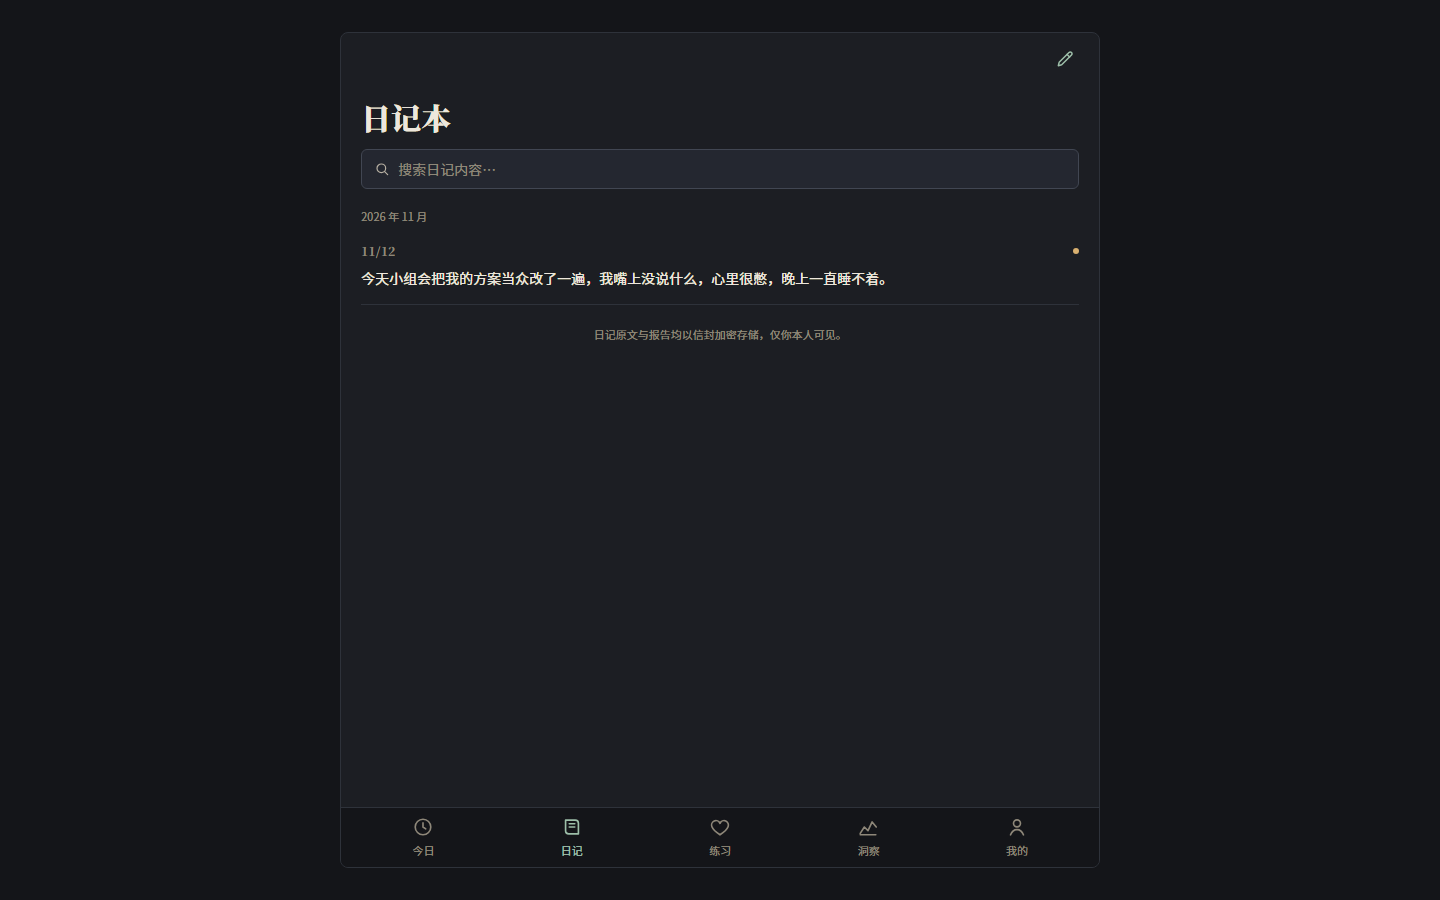 日记本
搜索日记内容…
2026 年 11 月
11/12
今天小组会把我的方案当众改了一遍，我嘴上没说什么，心里很憋，晚上一直睡不着。
日记原文与报告均以信封加密存储，仅你本人可见。
今日
日记
练习
洞察
我的